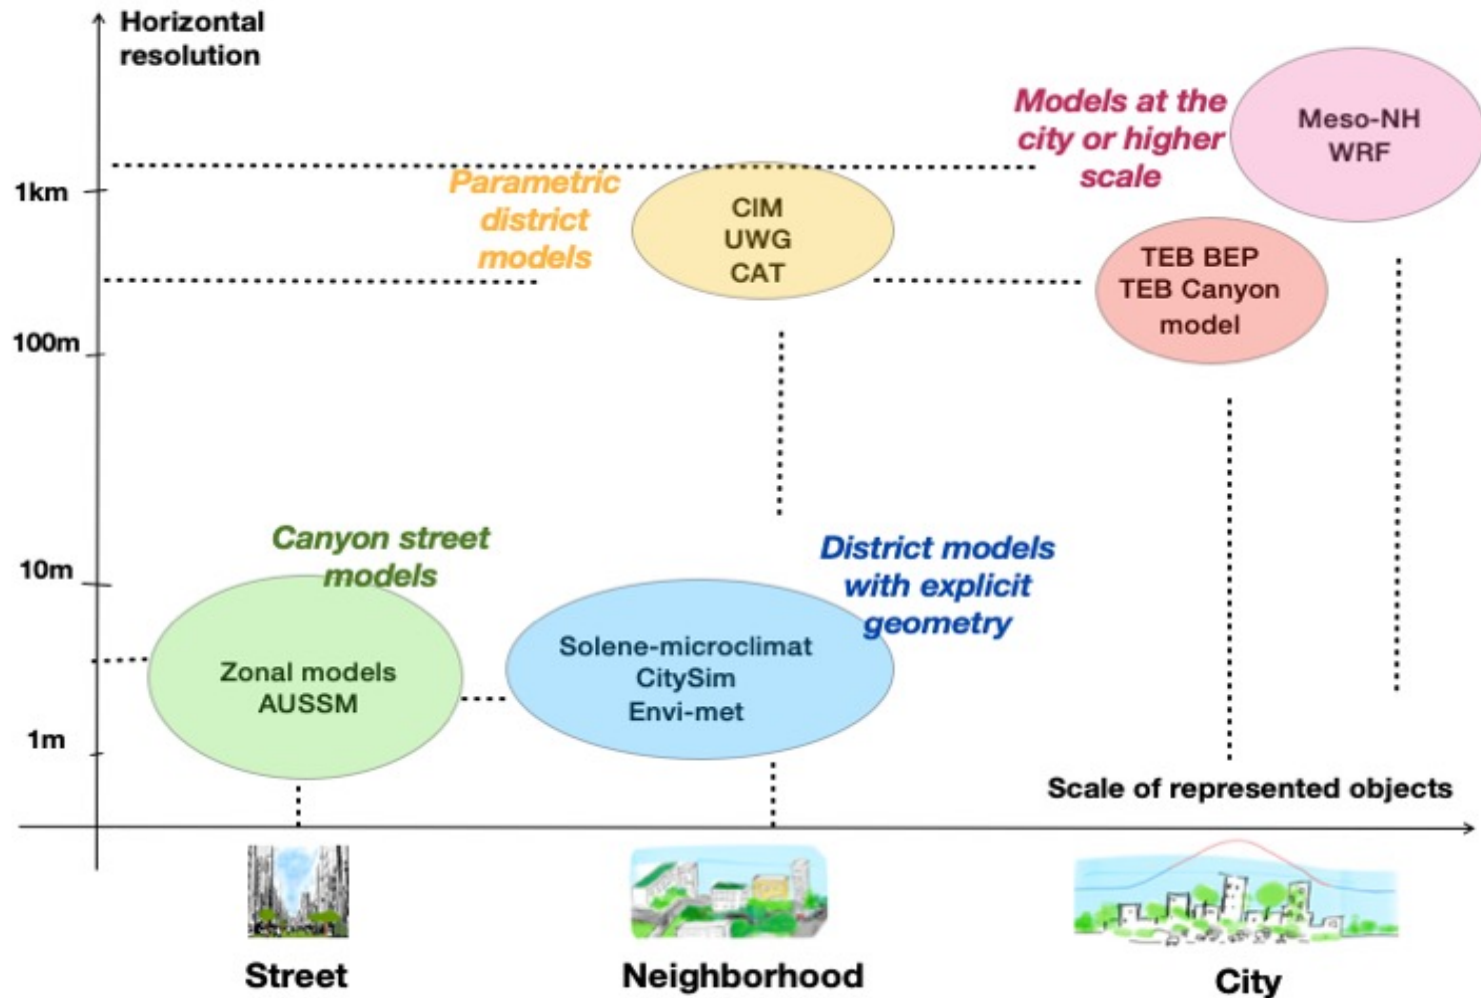 Horizontal
resolution
Models at the
city or higher
scale
Meso-NH
WRF
1km
Parametric
district
models
CIM
UWG
CAT
TEB BEP
TEB Canyon
model
100m
Canyon street
models
District models
with explicit
geometry
10m
Zonal models
AUSSM
Solene-microclimat
CitySim
Envi-met
1m
Scale of represented objects
Street
Neighborhood
City